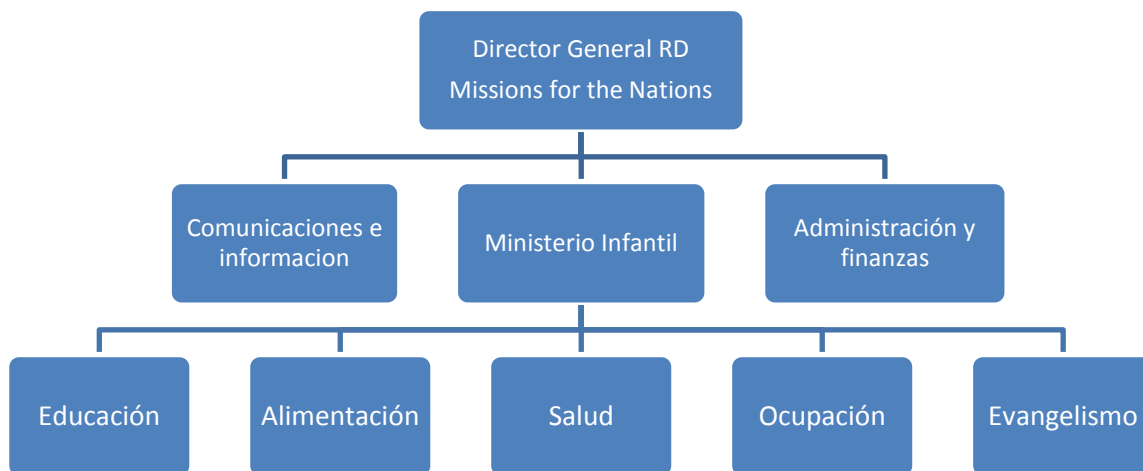 Director General RD
Missions for the Nations
Comunicaciones e
informacion
Ministerio Infantil
Administración y
finanzas
Educación
Alimentación
Salud
Ocupación
Evangelismo